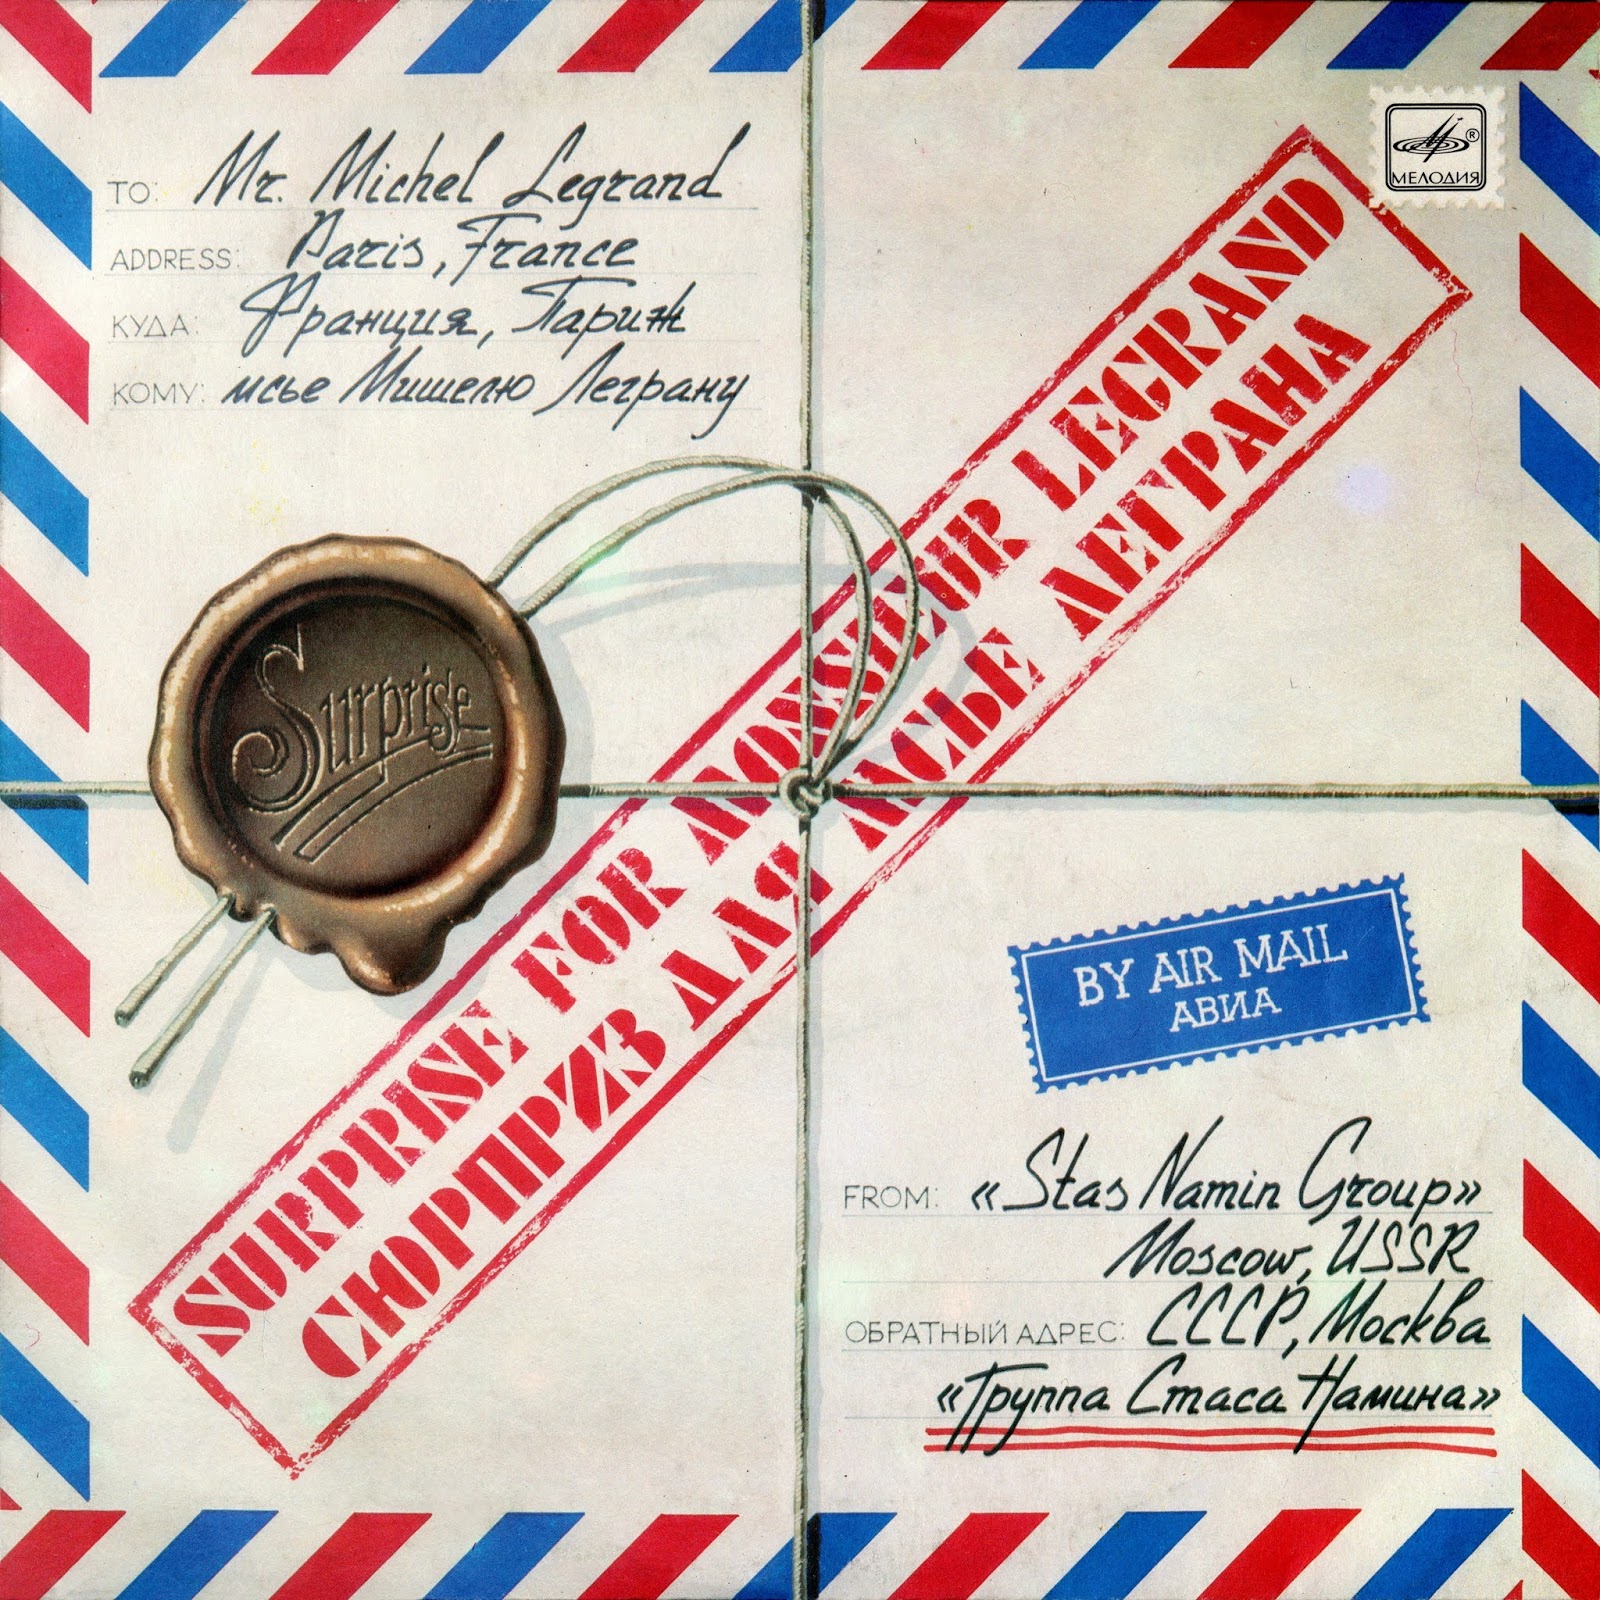 TO: Mr. Michel Legrand
ADDRESS: Paris, France
КУДА: Франция, Париж
КОМУ: мсье Мишелю Леграну
МЕЛОДИЯ
®
SURPRISE FOR MONSIEUR LEGRAND
СЮРПРИЗ ДЛЯ МСЬЕ ЛЕГРАНА
Surprise
BY AIR MAIL
АВИА
FROM: «Stas Namin Group»
Moscow, USSR
ОБРАТНЫЙ АДРЕС: СССР, Москва
«Группа Стаса Намина»